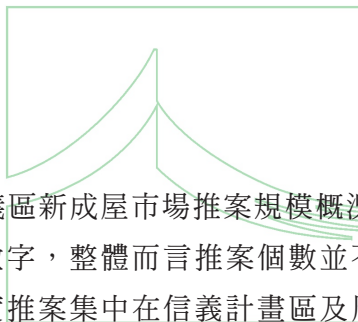 區新成屋市場推案規模概
字，整體而言推案個數並
推案集中在信義計畫區及